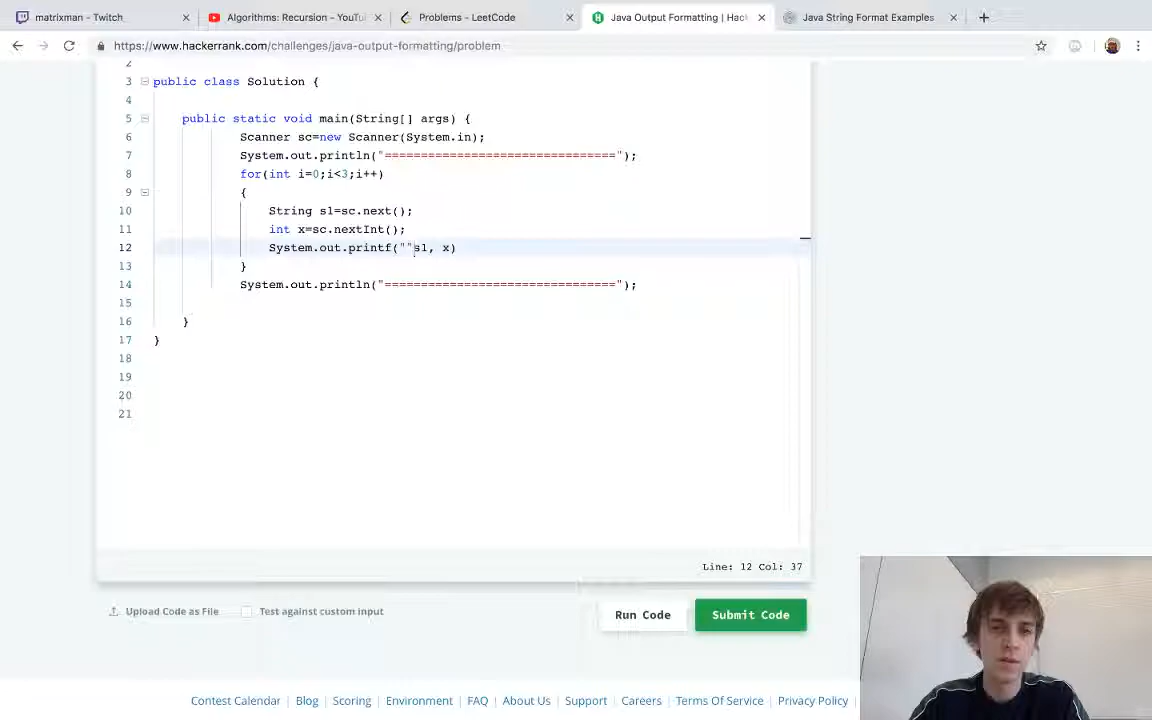 matrixman - Twitch
Algorithms: Recursion - YouTu
Problems - LeetCode
Java Output Formatting | Hac
Java String Format Examples
https://www.hackerrank.com/challenges/java-output-formatting/problem
2
3 public class Solution {
4
5 public static void main(String[] args) {
6 Scanner sc=new Scanner(System.in);
7 System.out.println("================================");
8 for(int i=0;i<3;i++)
9 {
10 String s1=sc.next();
11 int x=sc.nextInt();
12 System.out.printf(""s1, x)
13 }
14 System.out.println("================================");
15
16 }
17 }
18
19
20
21
Line: 12 Col: 37
Upload Code as File
Test against custom input
Run Code
Submit Code
Contest Calendar | Blog | Scoring | Environment | FAQ | About Us | Support | Careers | Terms Of Service | Privacy Policy |